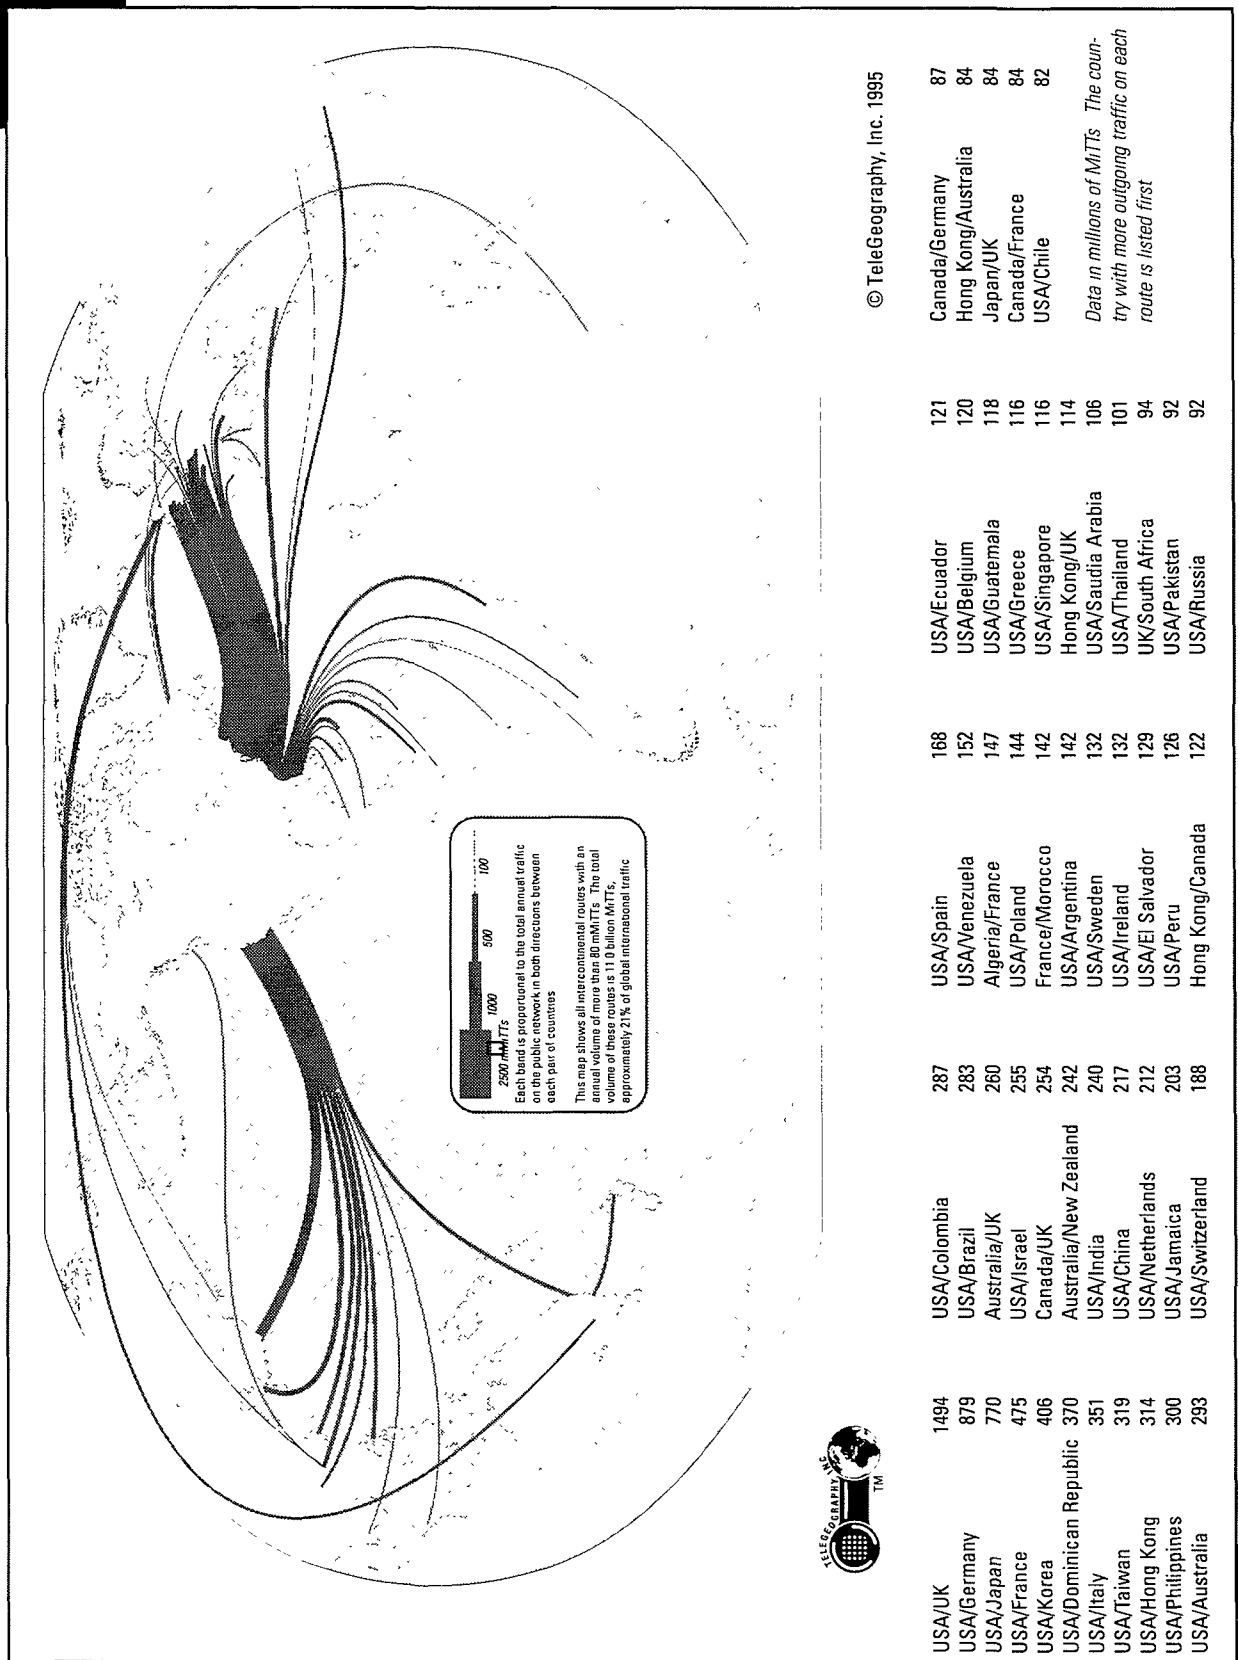 1000
500
100
2500 mMiTTs
Each band is proportional to the total annual traffic
on the public network in both directions between
each pair of countries
This map shows all intercontinental routes with an
annual volume of more than 80 mMiTTs The total
volume of these routes is 11 0 billion MiTTs,
approximately 21% of global international traffic
TELEGEOGRAPHY, INC
TM
© TeleGeography, Inc. 1995
USA/UK 1494
USA/Germany 879
USA/Japan 770
USA/France 475
USA/Korea 406
USA/Dominican Republic 370
USA/Italy 351
USA/Taiwan 319
USA/Hong Kong 314
USA/Philippines 300
USA/Australia 293
USA/Colombia 287
USA/Brazil 283
Australia/UK 260
USA/Israel 255
Canada/UK 254
Australia/New Zealand 242
USA/India 240
USA/China 217
USA/Netherlands 212
USA/Jamaica 203
USA/Switzerland 188
USA/Spain 168
USA/Venezuela 152
Algeria/France 147
USA/Poland 144
France/Morocco 142
USA/Argentina 142
USA/Sweden 132
USA/Ireland 132
USA/El Salvador 129
USA/Peru 126
Hong Kong/Canada 122
USA/Ecuador 121
USA/Belgium 120
USA/Guatemala 118
USA/Greece 116
USA/Singapore 116
Hong Kong/UK 114
USA/Saudia Arabia 106
USA/Thailand 101
UK/South Africa 94
USA/Pakistan 92
USA/Russia 92
Canada/Germany 87
Hong Kong/Australia 84
Japan/UK 84
Canada/France 84
USA/Chile 82
Data in millions of MiTTs The coun-
try with more outgoing traffic on each
route is listed first